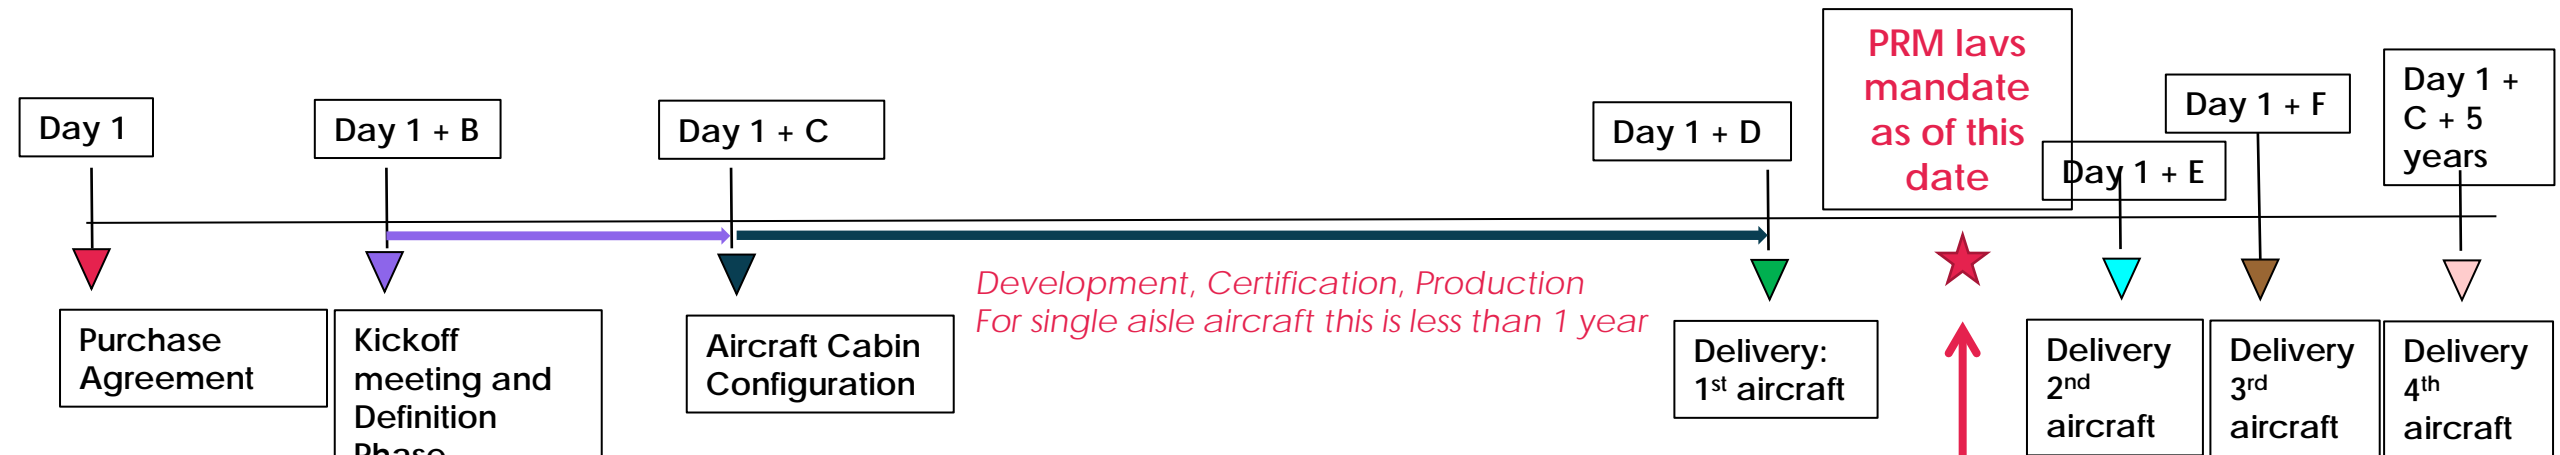 Day 1
Day 1 + B
Day 1 + C
Day 1 + D
PRM lavs
mandate
as of this
date
Day 1 + E
Day 1 + F
Day 1 +
C + 5
years
Development, Certification, Production
For single aisle aircraft this is less than 1 year
Purchase
Agreement
Kickoff
meeting and
Definition
Phase
Aircraft Cabin
Configuration
Delivery:
1st aircraft
Delivery
2nd
aircraft
Delivery
3rd
aircraft
Delivery
4th
aircraft